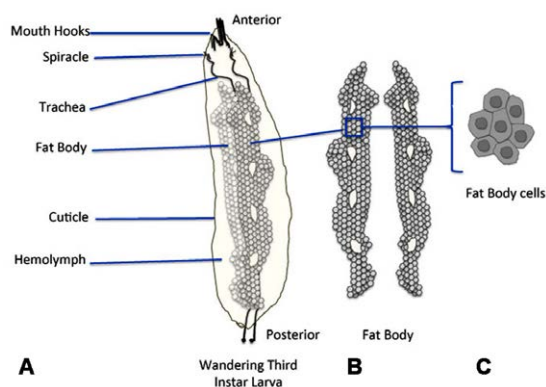 Anterior
Mouth Hooks
Spiracle
Trachea
Fat Body
Cuticle
Hemolymph
Posterior
Wandering Third
Instar Larva
A
Fat Body
B
Fat Body cells
C